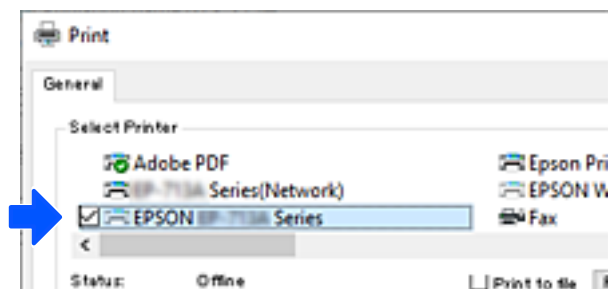 Print
General
Select Printer
Adobe PDF Epson Pri
Series(Network) EPSON W
EPSON Series Fax
Status: Offline Print to file